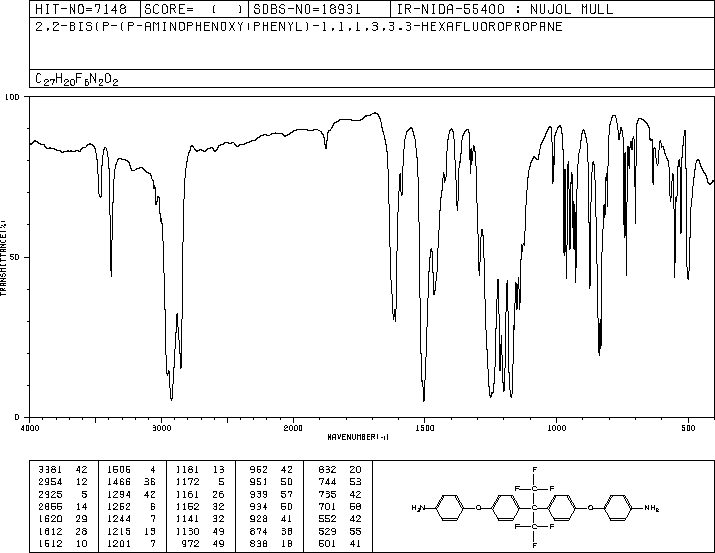 HIT-NO=7148 SCORE= ( ) SDBS-NO=18931 IR-NIDA-55400 : NUJOL MULL
2,2-BIS(P-(P-AMINOPHENOXY)PHENYL)-1,1,1,3,3,3-HEXAFLUOROPROPANE
C27H20F6N2O2
100
50
0
TRANSMITTANCE(%)
4000 3000 2000 1500 1000 500
WAVENUMBER(-1)
3381 42 1506 4 1181 13 962 42 832 20
2954 12 1466 36 1172 5 951 50 744 53
2925 5 1294 42 1161 26 939 57 735 42
2855 14 1252 6 1152 32 934 50 701 58
1620 29 1244 7 1141 32 928 41 552 42
1612 28 1215 15 1130 49 874 38 529 55
1512 10 1201 7 972 49 838 18 501 41
F
F C F
H2N O C O NH2
F C F
F